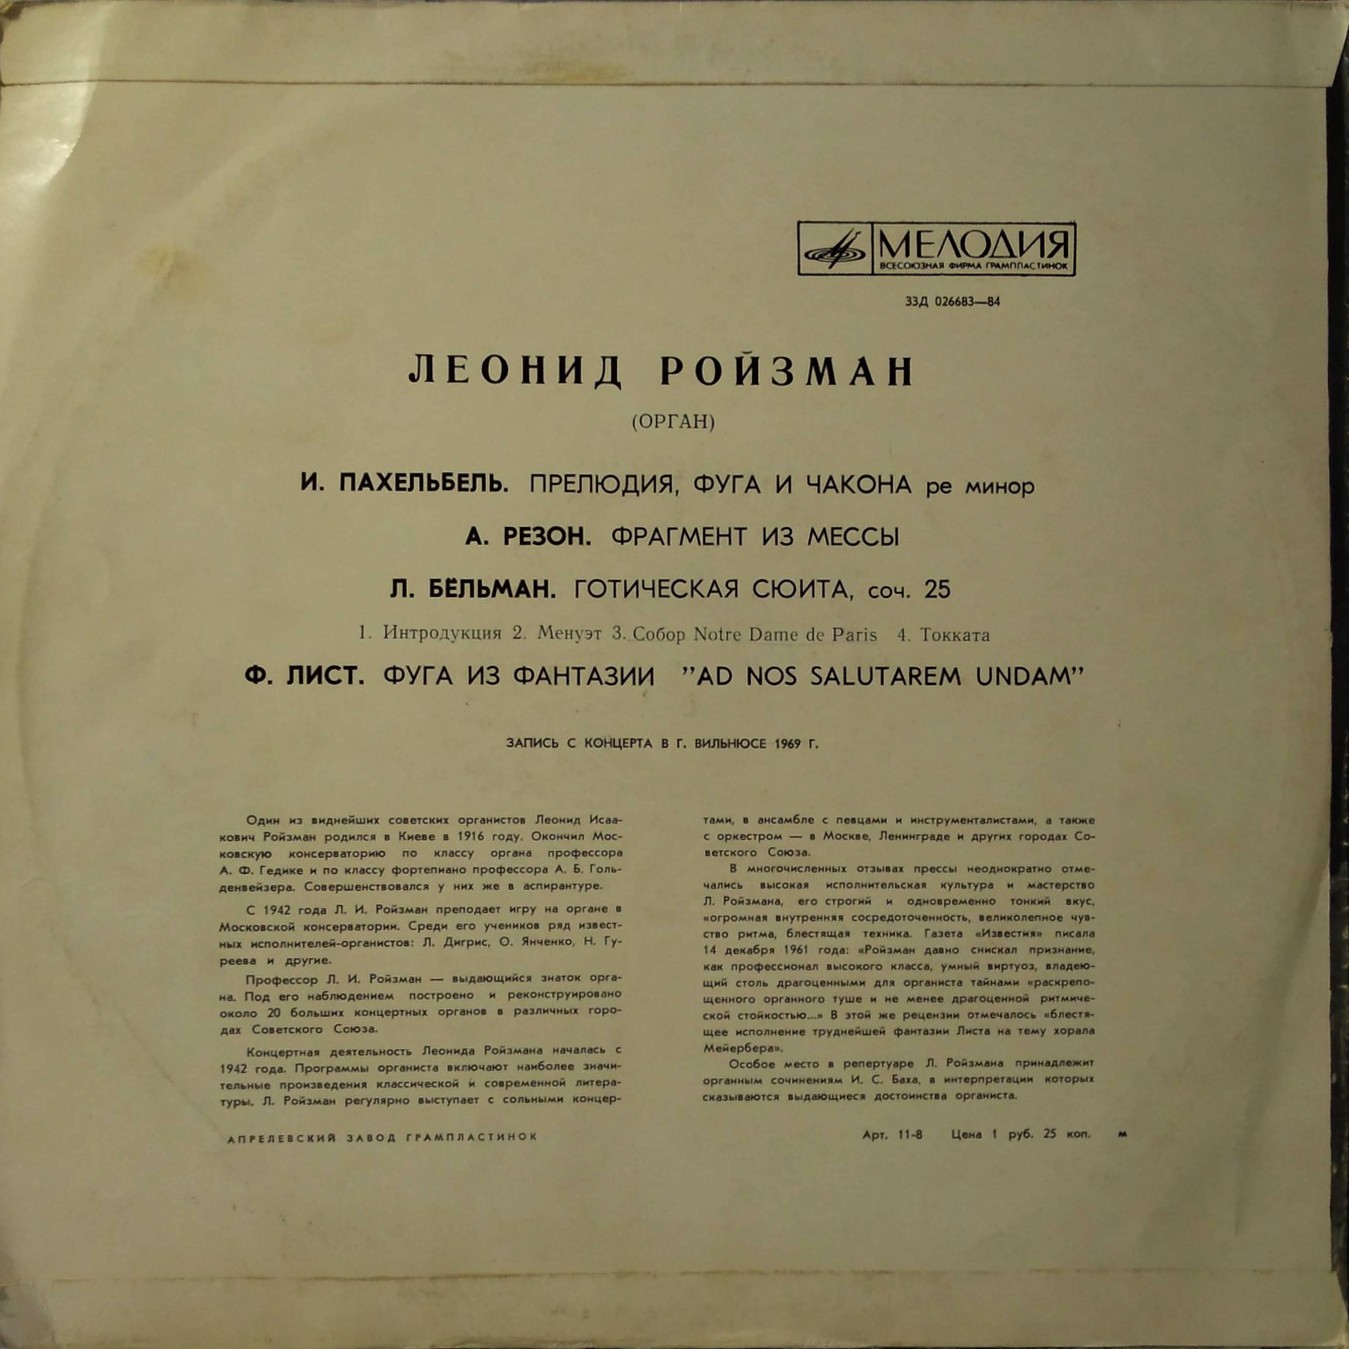 МЕЛОДИЯ
ВСЕСОЮЗНАЯ ФИРМА ГРАМПЛАСТИНОК
33Д 026683—84
ЛЕОНИД РОЙЗМАН
(ОРГАН)
И. ПАХЕЛЬБЕЛЬ. ПРЕЛЮДИЯ, ФУГА И ЧАКОНА ре минор
А. РЕЗОН. ФРАГМЕНТ ИЗ МЕССЫ
Л. БЁЛЬМАН. ГОТИЧЕСКАЯ СЮИТА, соч. 25
1. Интродукция 2. Менуэт 3. Собор Notre Dame de Paris 4. Токката
Ф. ЛИСТ. ФУГА ИЗ ФАНТАЗИИ "AD NOS SALUTAREM UNDAM"
ЗАПИСЬ С КОНЦЕРТА В Г. ВИЛЬНЮСЕ 1969 Г.
Один из виднейших советских органистов Леонид Исаа-
кович Ройзман родился в Киеве в 1916 году. Окончил Мос-
ковскую консерваторию по классу органа профессора
А. Ф. Гедике и по классу фортепиано профессора А. Б. Голь-
денвейзера. Совершенствовался у них же в аспирантуре.
С 1942 года Л. И. Ройзман преподает игру на органе в
Московской консерватории. Среди его учеников ряд извест-
ных исполнителей-органистов: Л. Дигрис, О. Янченко, Н. Гу-
реева и другие.
Профессор Л. И. Ройзман — выдающийся знаток орга-
на. Под его наблюдением построено и реконструировано
около 20 больших концертных органов в различных горо-
дах Советского Союза.
Концертная деятельность Леонида Ройзмана началась с
1942 года. Программы органиста включают наиболее значи-
тельные произведения классической и современной литера-
туры. Л. Ройзман регулярно выступает с сольными концер-
тами, в ансамбле с певцами и инструменталистами, а также
с оркестром — в Москве, Ленинграде и других городах Со-
ветского Союза.
В многочисленных отзывах прессы неоднократно отме-
чались высокая исполнительская культура и мастерство
Л. Ройзмана, его строгий и одновременно тонкий вкус,
«огромная внутренняя сосредоточенность, великолепное чув-
ство ритма, блестящая техника. Газета «Известия» писала
14 декабря 1961 года: «Ройзман давно снискал признание,
как профессионал высокого класса, умный виртуоз, владею-
щий столь драгоценными для органиста тайнами «раскрепо-
щенного органного туше и не менее драгоценной ритмиче-
ской стойкостью...» В этой же рецензии отмечалось «блестя-
щее исполнение труднейшей фантазии Листа на тему хорала
Мейербера».
Особое место в репертуаре Л. Ройзмана принадлежит
органным сочинениям И. С. Баха, в интерпретации которых
сказываются выдающиеся достоинства органиста.
АПРЕЛЕВСКИЙ ЗАВОД ГРАМПЛАСТИНОК
Арт. 11-8 Цена 1 руб. 25 коп. м